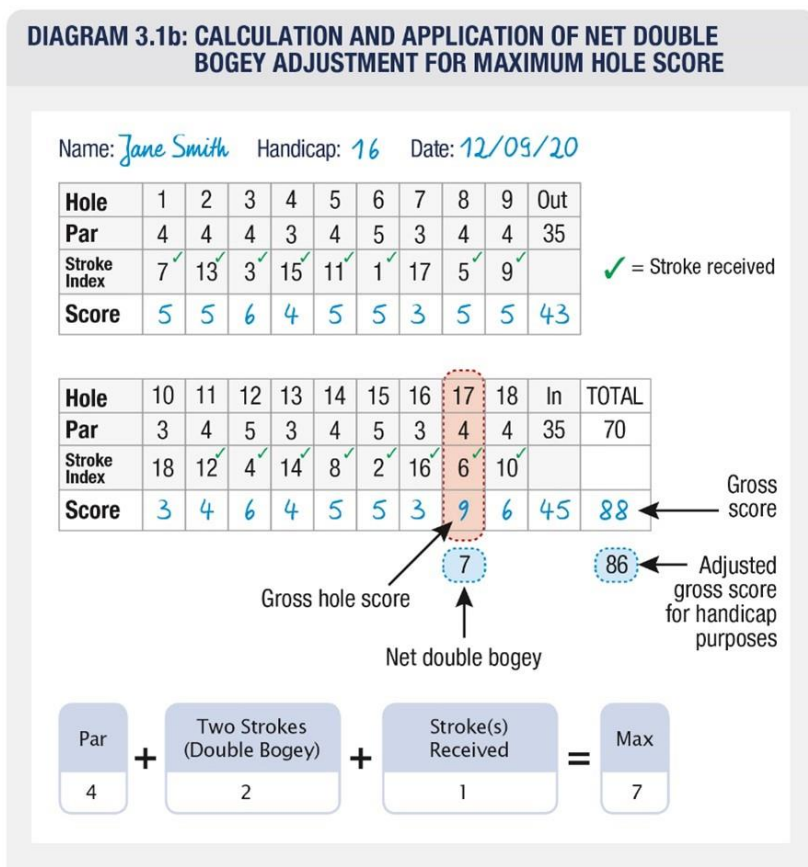 DIAGRAM 3.1b: CALCULATION AND APPLICATION OF NET DOUBLE
BOGEY ADJUSTMENT FOR MAXIMUM HOLE SCORE
Name: Jane Smith Handicap: 16 Date: 12/09/20
Hole 1 2 3 4 5 6 7 8 9 Out
Par 4 4 4 3 4 5 3 4 4 35
Stroke
Index 7✓ 13✓ 3✓ 15✓ 11✓ 1✓ 17 5✓ 9✓
✓ = Stroke received
Score 5 5 6 4 5 5 3 5 5 43
Hole 10 11 12 13 14 15 16 17 18 In TOTAL
Par 3 4 5 3 4 5 3 4 4 35 70
Stroke
Index 18 12✓ 4✓ 14✓ 8✓ 2✓ 16✓ 6✓ 10✓
Score 3 4 6 4 5 5 3 9 6 45 88
Gross
score
7
86
Adjusted
gross score
for handicap
purposes
Gross hole score
Net double bogey
Par + Two Strokes
(Double Bogey) + Stroke(s)
Received = Max
4 2 1 7